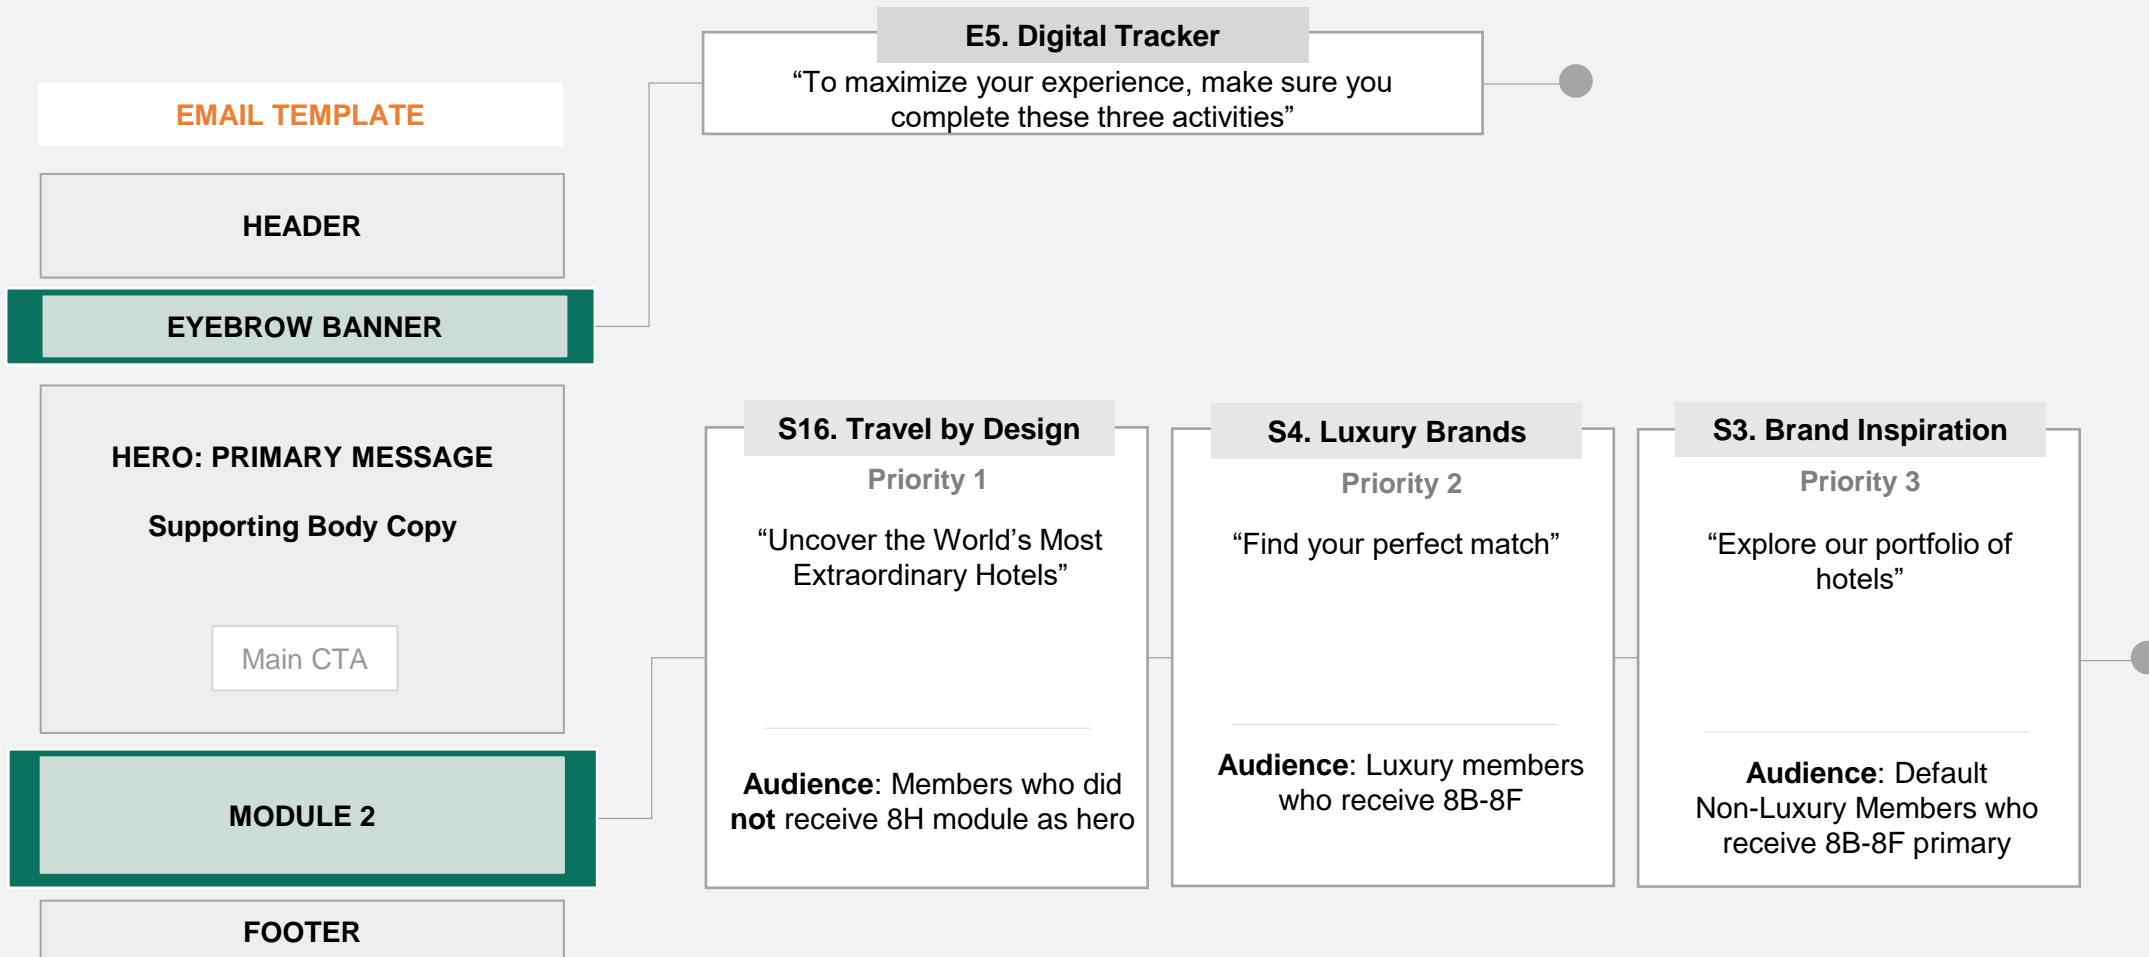 E5. Digital Tracker
“To maximize your experience, make sure you
complete these three activities”
EMAIL TEMPLATE
HEADER
EYEBROW BANNER
HERO: PRIMARY MESSAGE
Supporting Body Copy
Main CTA
MODULE 2
FOOTER
S16. Travel by Design
Priority 1
“Uncover the World’s Most
Extraordinary Hotels”
Audience: Members who did
not receive 8H module as hero
S4. Luxury Brands
Priority 2
“Find your perfect match”
Audience: Luxury members
who receive 8B-8F
S3. Brand Inspiration
Priority 3
“Explore our portfolio of
hotels”
Audience: Default
Non-Luxury Members who
receive 8B-8F primary